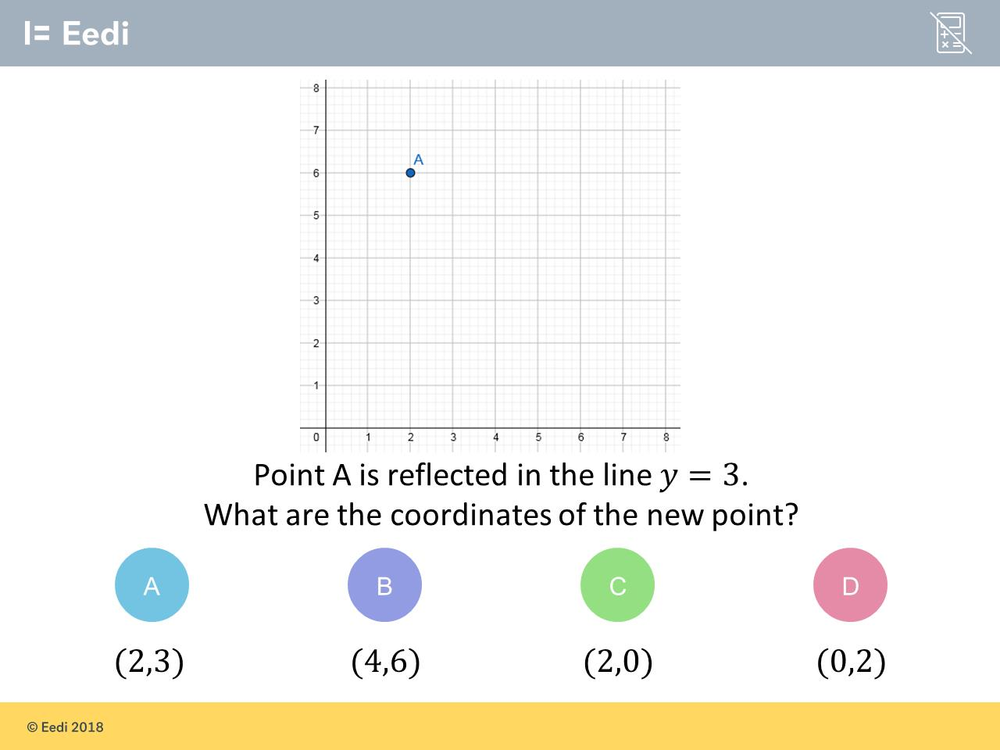 Eedi
8
7
A
6
5
4
3
2
1
0 1 2 3 4 5 6 7 8
Point A is reflected in the line y = 3.
What are the coordinates of the new point?
A B C D
(2,3) (4,6) (2,0) (0,2)
© Eedi 2018